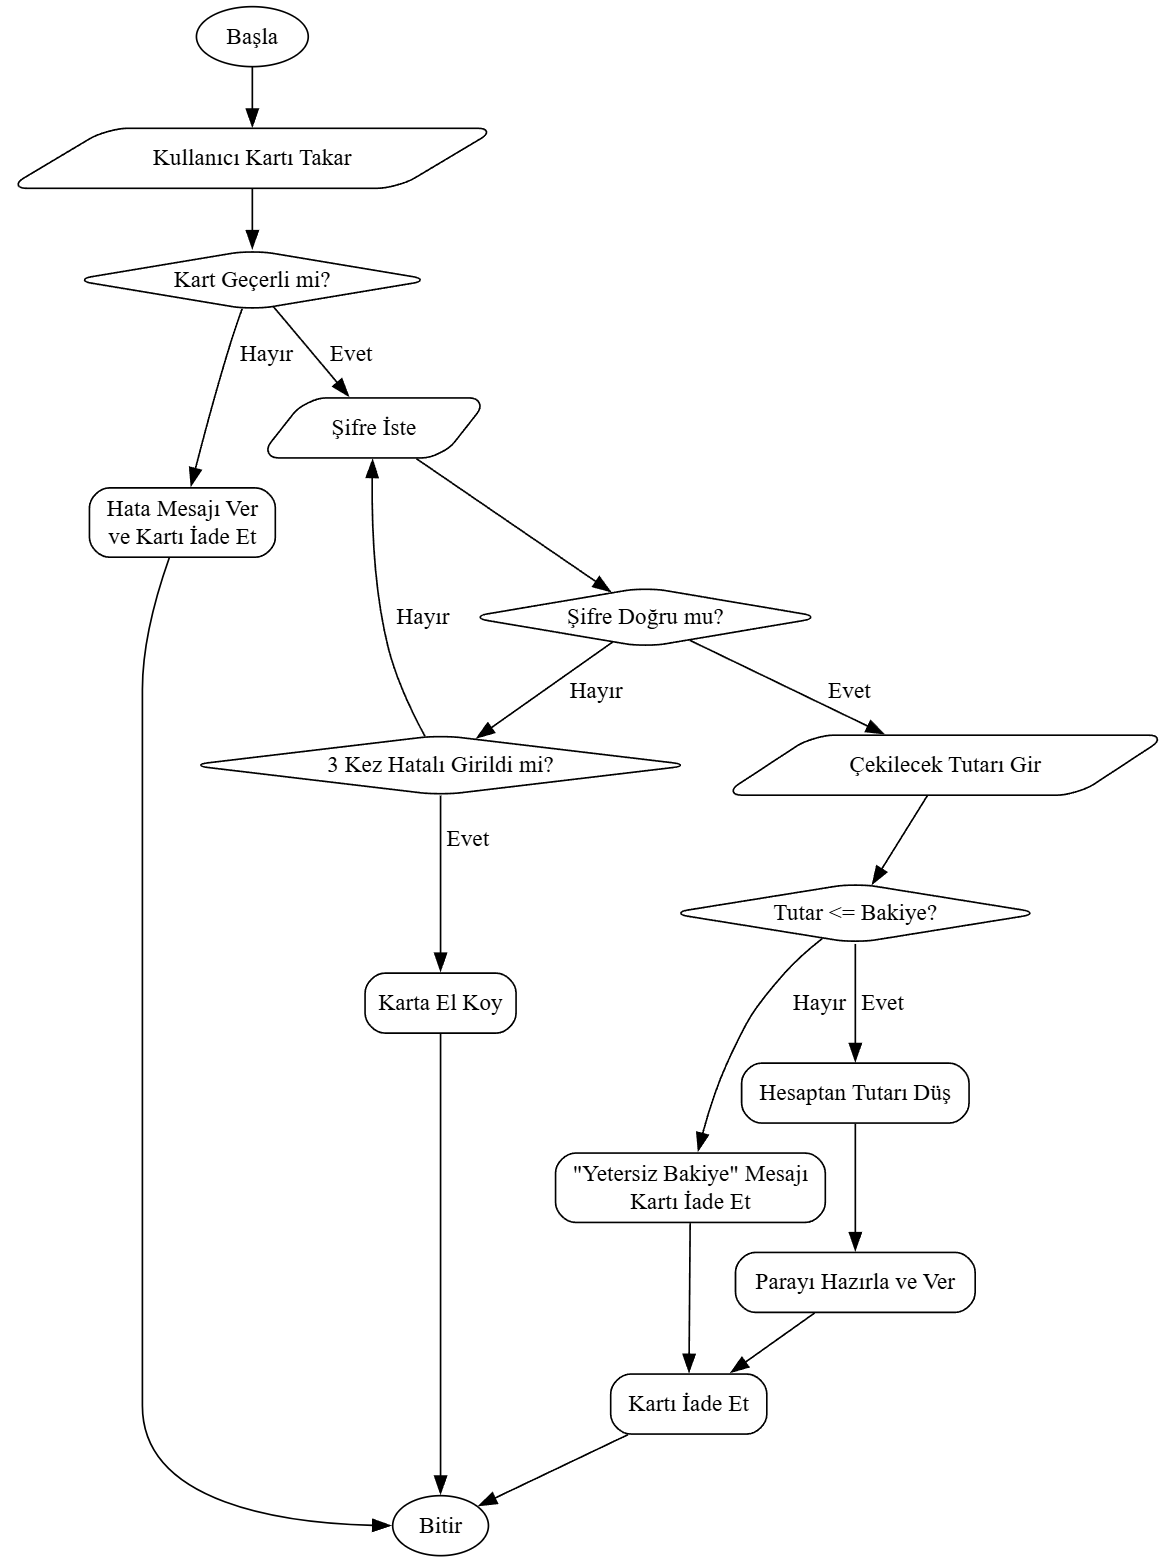 Başla
Kullanıcı Kartı Takar
Kart Geçerli mi?
Hayır
Evet
Şifre İste
Hata Mesajı Ver
ve Kartı İade Et
Şifre Doğru mu?
Hayır
Hayır
Evet
3 Kez Hatalı Girildi mi?
Çekilecek Tutarı Gir
Evet
Tutar <= Bakiye?
Karta El Koy
Hayır
Evet
Hesaptan Tutarı Düş
"Yetersiz Bakiye" Mesajı
Kartı İade Et
Parayı Hazırla ve Ver
Kartı İade Et
Bitir